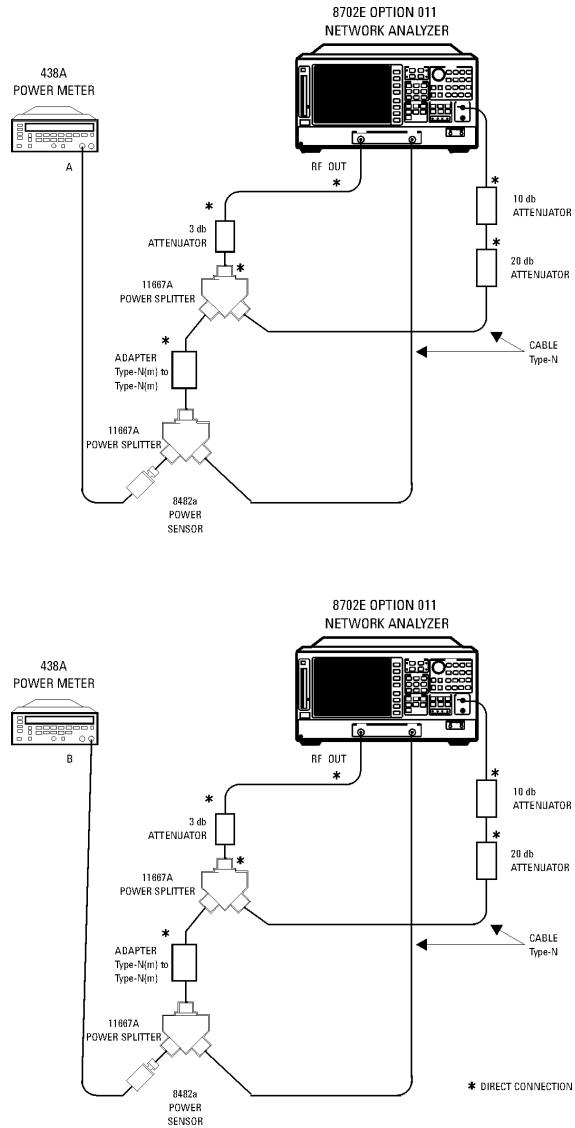 8702E OPTION 011
NETWORK ANALYZER
438A
POWER METER
A
RF OUT
*
*
*
10 db
ATTENUATOR
3 db
ATTENUATOR
*
*
20 db
ATTENUATOR
11667A
POWER SPLITTER
*
ADAPTER
Type-N(m) to
Type-N(m)
CABLE
Type-N
11667A
POWER SPLITTER
8482a
POWER
SENSOR
8702E OPTION 011
NETWORK ANALYZER
438A
POWER METER
B
RF OUT
*
*
*
10 db
ATTENUATOR
3 db
ATTENUATOR
*
*
20 db
ATTENUATOR
11667A
POWER SPLITTER
*
ADAPTER
Type-N(m) to
Type-N(m)
CABLE
Type-N
11667A
POWER SPLITTER
8482a
POWER
SENSOR
* DIRECT CONNECTION